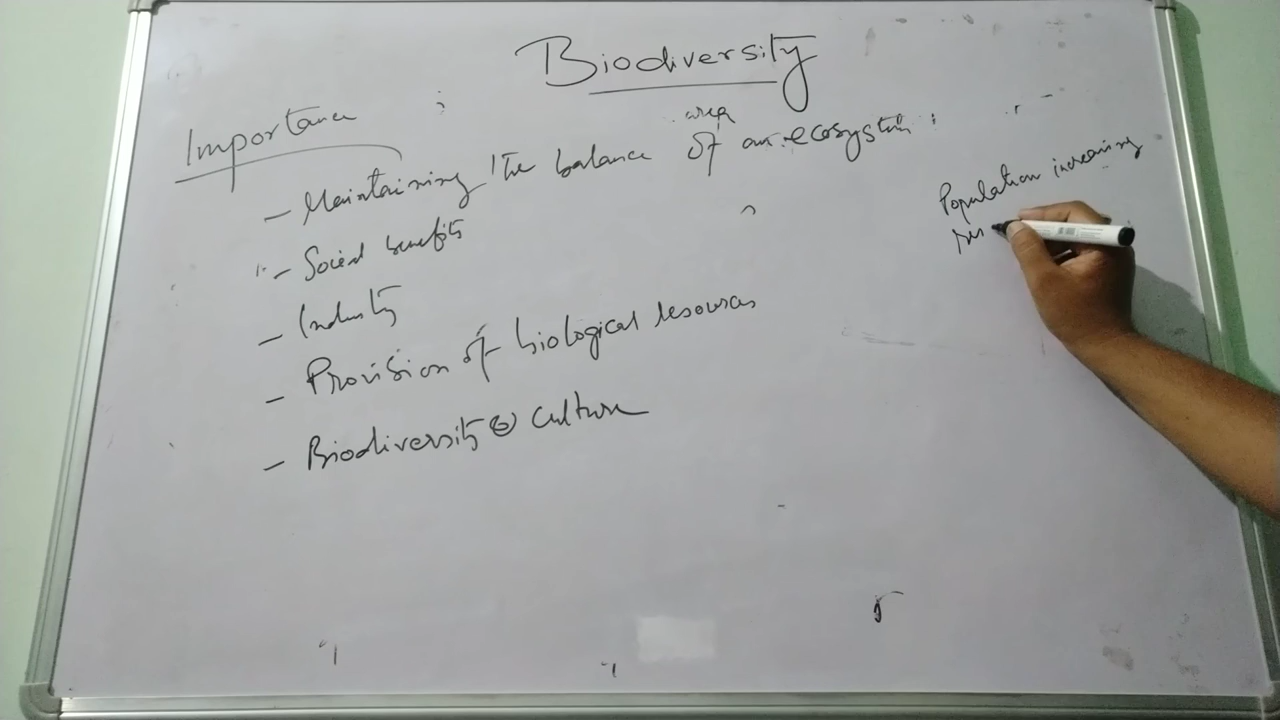 Biodiversity
Importance :
area
- Maintaining the balance of an ecosystem :
- Social benefits
- Industry
- Provision of biological resources
- Biodiversity & culture
Population increasing